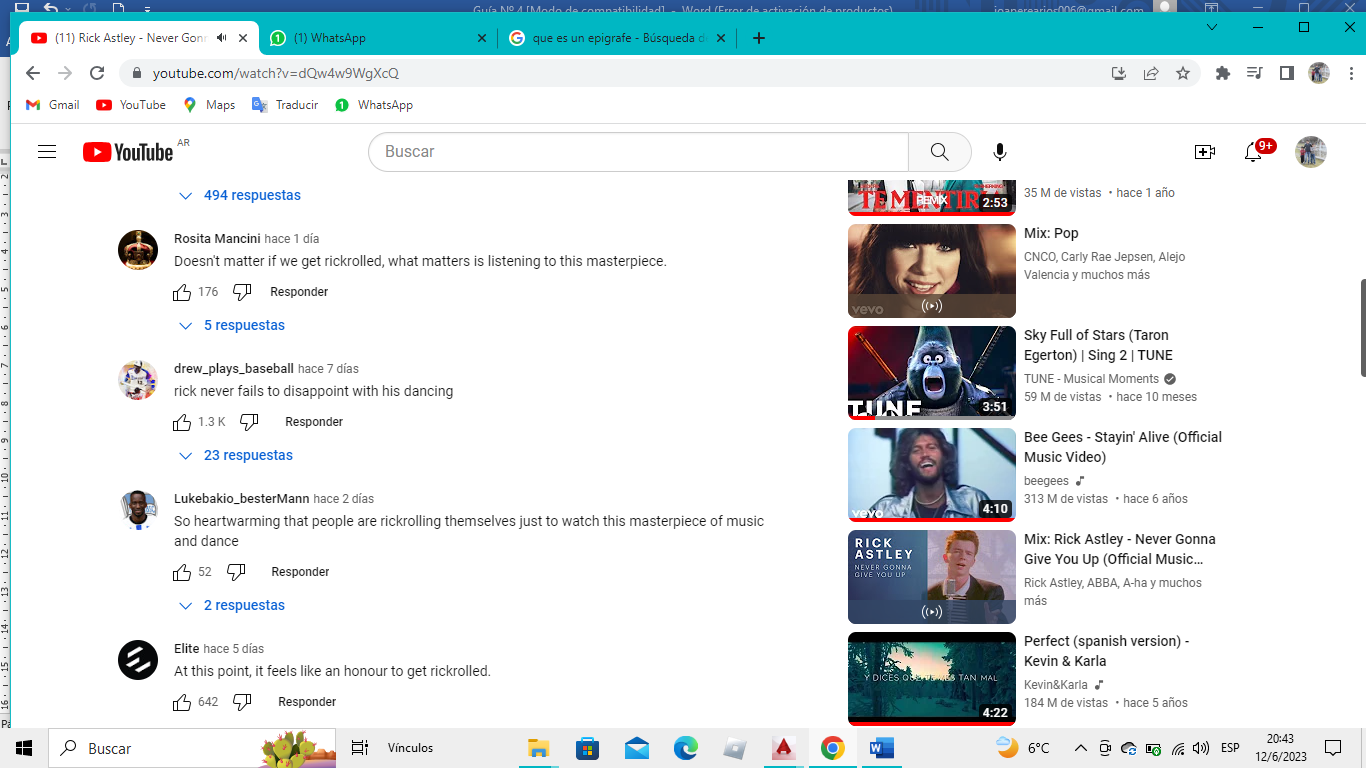 Guía Nº 4 [Modo de compatibilidad] - Word (Error de activación de productos)
(11) Rick Astley - Never Gonn
(1) WhatsApp
que es un epigrafe - Búsqueda d
youtube.com/watch?v=dQw4w9WgXcQ
Gmail YouTube Maps Traducir WhatsApp
YouTube AR
Buscar
9+
494 respuestas
Rosita Mancini hace 1 día
Doesn't matter if we get rickrolled, what matters is listening to this masterpiece.
176 Responder
5 respuestas
drew_plays_baseball hace 7 días
rick never fails to disappoint with his dancing
1.3 K Responder
23 respuestas
Lukebakio_besterMann hace 2 días
So heartwarming that people are rickrolling themselves just to watch this masterpiece of music
and dance
52 Responder
2 respuestas
Elite hace 5 días
At this point, it feels like an honour to get rickrolled.
642 Responder
TE MENTIRÍA
REMIX
2:53
35 M de vistas • hace 1 año
vevo
Mix: Pop
CNCO, Carly Rae Jepsen, Alejo
Valencia y muchos más
TUNE
3:51
Sky Full of Stars (Taron
Egerton) | Sing 2 | TUNE
TUNE - Musical Moments
59 M de vistas • hace 10 meses
vevo
4:10
Bee Gees - Stayin' Alive (Official
Music Video)
beegees
313 M de vistas • hace 6 años
RICK
ASTLEY
NEVER GONNA
GIVE YOU UP
Mix: Rick Astley - Never Gonna
Give You Up (Official Music...
Rick Astley, ABBA, A-ha y muchos
más
4:22
Perfect (spanish version) -
Kevin & Karla
Kevin&Karla
184 M de vistas • hace 5 años
Buscar
Vínculos
6°C
ESP
20:43
12/6/2023